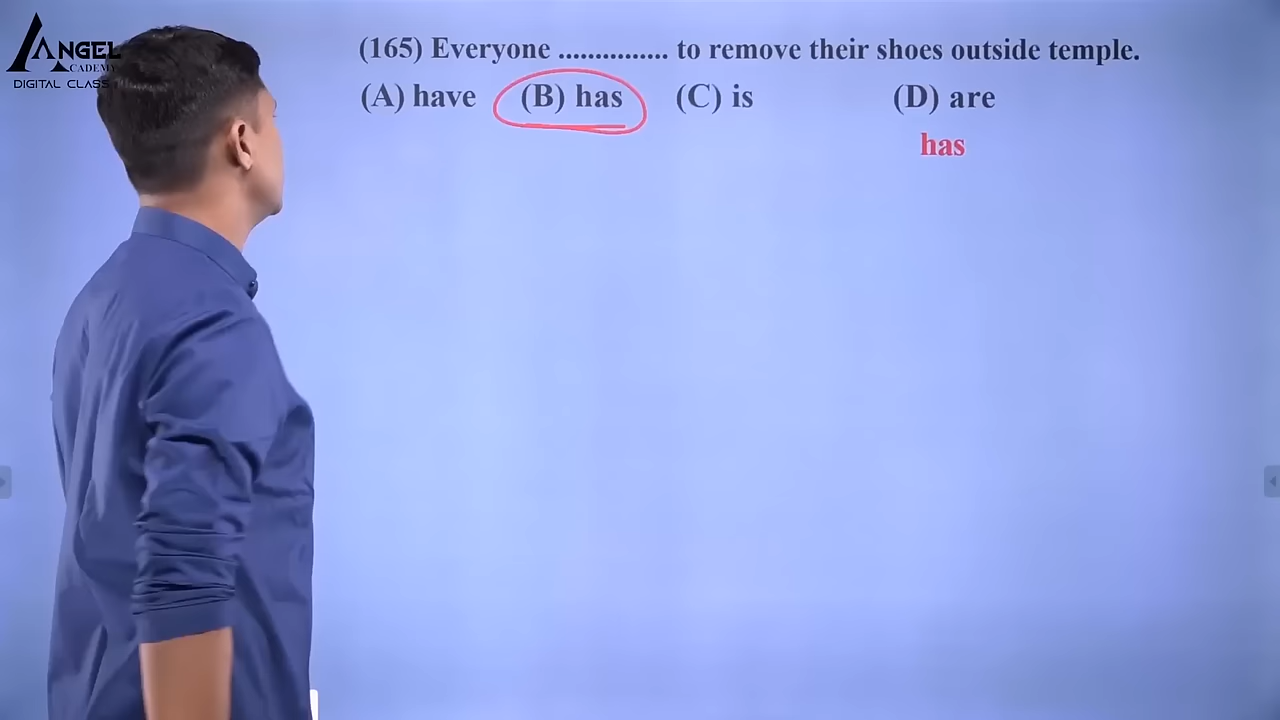 ANGEL
ACADEMY
DIGITAL CLASS
(165) Everyone ................ to remove their shoes outside temple.
(A) have (B) has (C) is (D) are
has